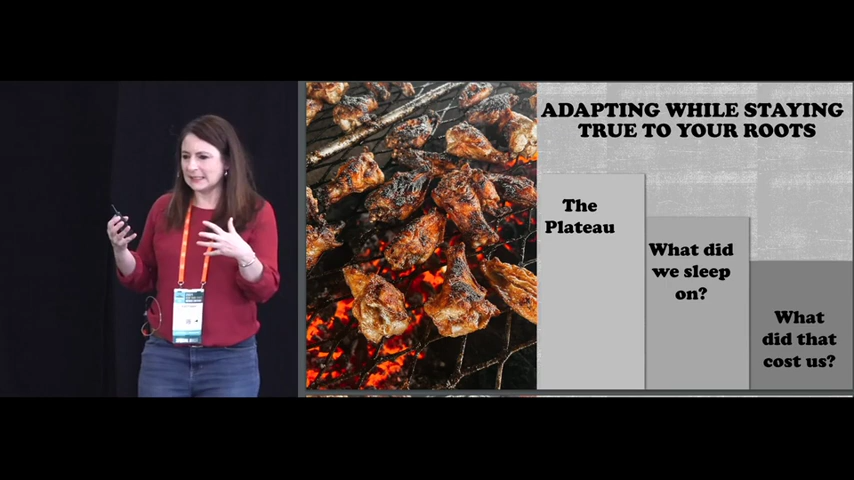 ADAPTING WHILE STAYING
TRUE TO YOUR ROOTS
The
Plateau
What did
we sleep
on?
What
did that
cost us?